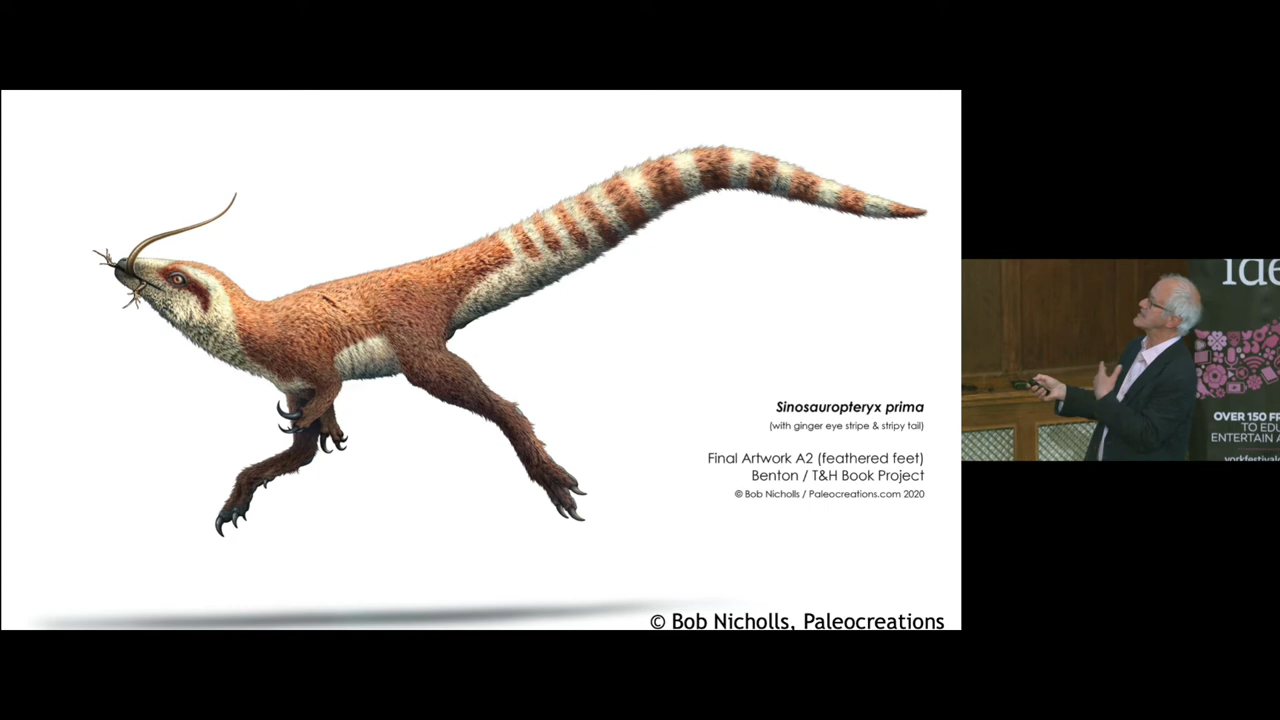 Sinosauropteryx prima
(with ginger eye stripe & stripy tail)
Final Artwork A2 (feathered feet)
Benton / T&H Book Project
© Bob Nicholls / Paleocreations.com 2020
© Bob Nicholls, Paleocreations
OVER 150 FR
TO EDU
ENTERTAIN A